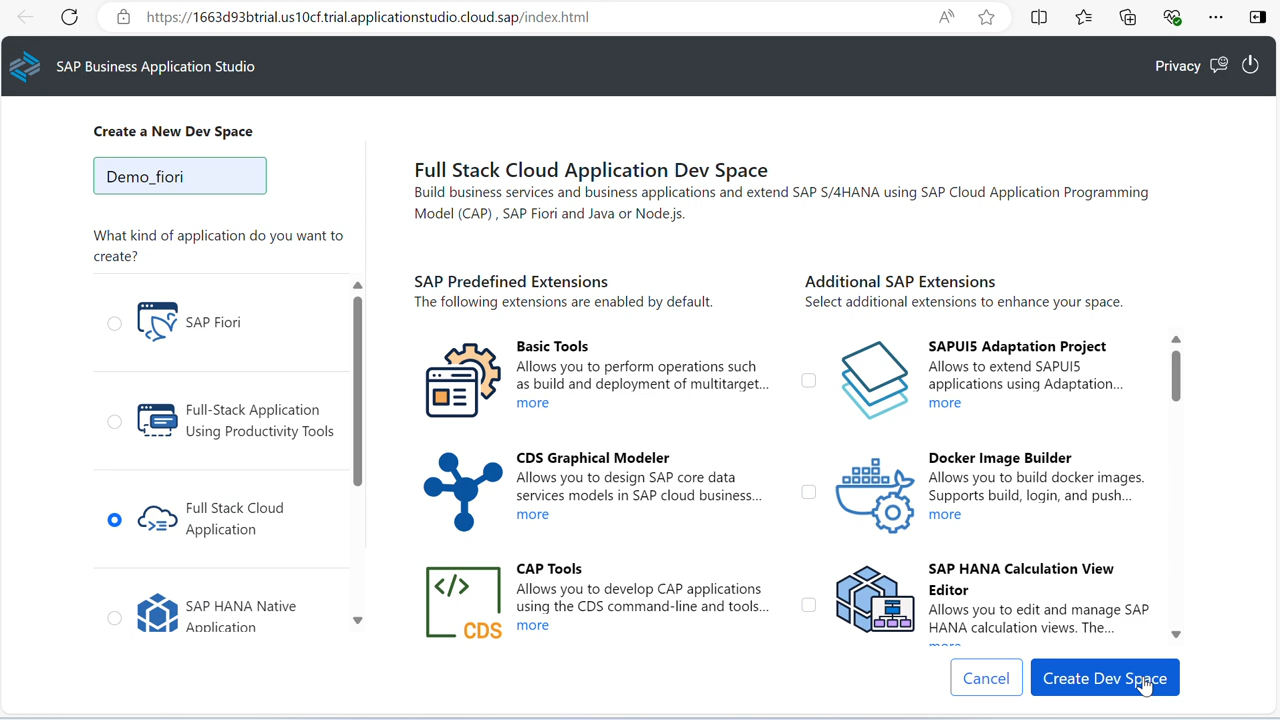 https://1663d93btrial.us10cf.trial.applicationstudio.cloud.sap/index.html
SAP Business Application Studio
Privacy
Create a New Dev Space
Demo_fiori
What kind of application do you want to
create?
SAP Fiori
Full-Stack Application
Using Productivity Tools
Full Stack Cloud
Application
SAP HANA Native
Application
Full Stack Cloud Application Dev Space
Build business services and business applications and extend SAP S/4HANA using SAP Cloud Application Programming
Model (CAP) , SAP Fiori and Java or Node.js.
SAP Predefined Extensions
The following extensions are enabled by default.
Basic Tools
Allows you to perform operations such
as build and deployment of multitarget...
more
CDS Graphical Modeler
Allows you to design SAP core data
services models in SAP cloud business...
more
CDS
CAP Tools
Allows you to develop CAP applications
using the CDS command-line and tools...
more
Additional SAP Extensions
Select additional extensions to enhance your space.
SAPUI5 Adaptation Project
Allows to extend SAPUI5
applications using Adaptation...
more
Docker Image Builder
Allows you to build docker images.
Supports build, login, and push...
more
SAP HANA Calculation View
Editor
Allows you to edit and manage SAP
HANA calculation views. The...
Cancel
Create Dev Space